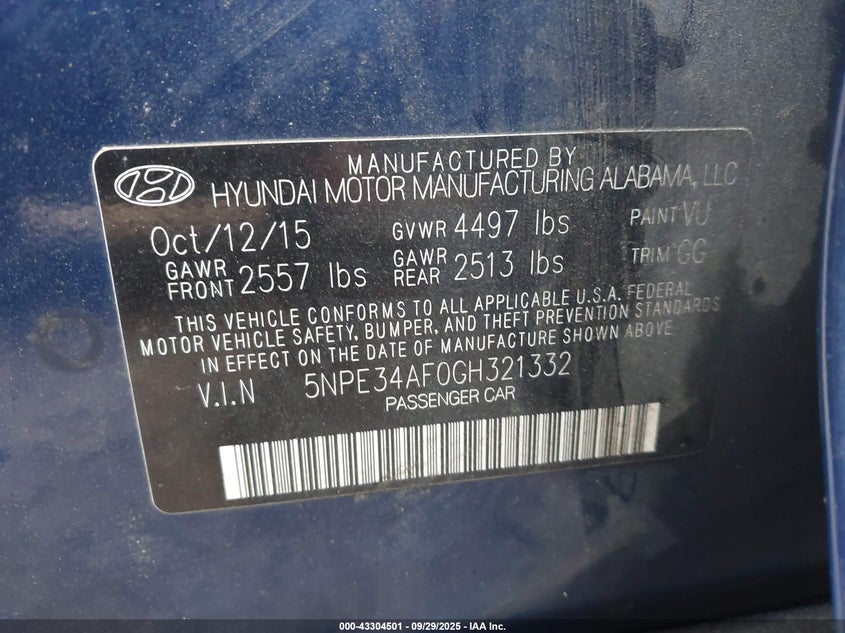 MANUFACTURED BY
HYUNDAI MOTOR MANUFACTURING ALABAMA, LLC
Oct/12/15 GVWR 4497 lbs PAINT VU
GAWR FRONT 2557 lbs GAWR REAR 2513 lbs TRIM GG
THIS VEHICLE CONFORMS TO ALL APPLICABLE U.S.A. FEDERAL
MOTOR VEHICLE SAFETY, BUMPER, AND THEFT PREVENTION STANDARDS
IN EFFECT ON THE DATE OF MANUFACTURE SHOWN ABOVE
V.I.N 5NPE34AF0GH321332
PASSENGER CAR
000-43304501 - 09/29/2025 - IAA Inc.